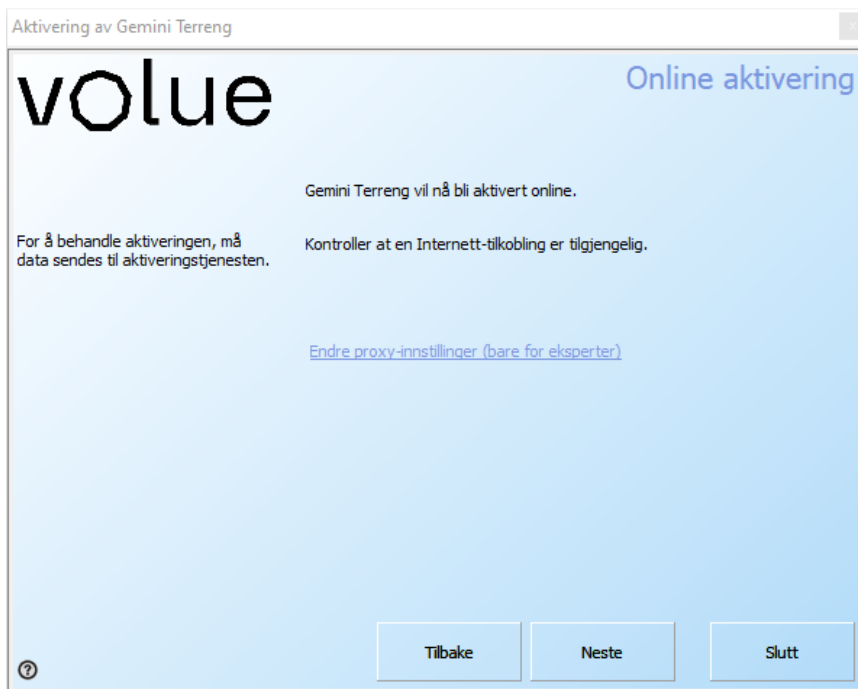 Aktivering av Gemini Terreng
volue
Online aktivering
Gemini Terreng vil nå bli aktivert online.
For å behandle aktiveringen, må
data sendes til aktiveringstjenesten.
Kontroller at en Internett-tilkobling er tilgjengelig.
Endre proxy-innstillinger (bare for eksperter)
Tilbake
Neste
Slutt